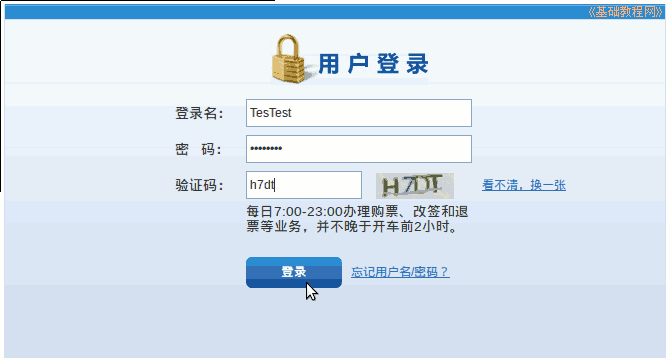 《基础教程网》
用户登录
登录名： TesTest
密 码： ••••••••
验证码： h7dt H7DT 看不清，换一张
每日7:00-23:00办理购票、改签和退
票等业务，并不晚于开车前2小时。
登录 忘记用户名/密码？